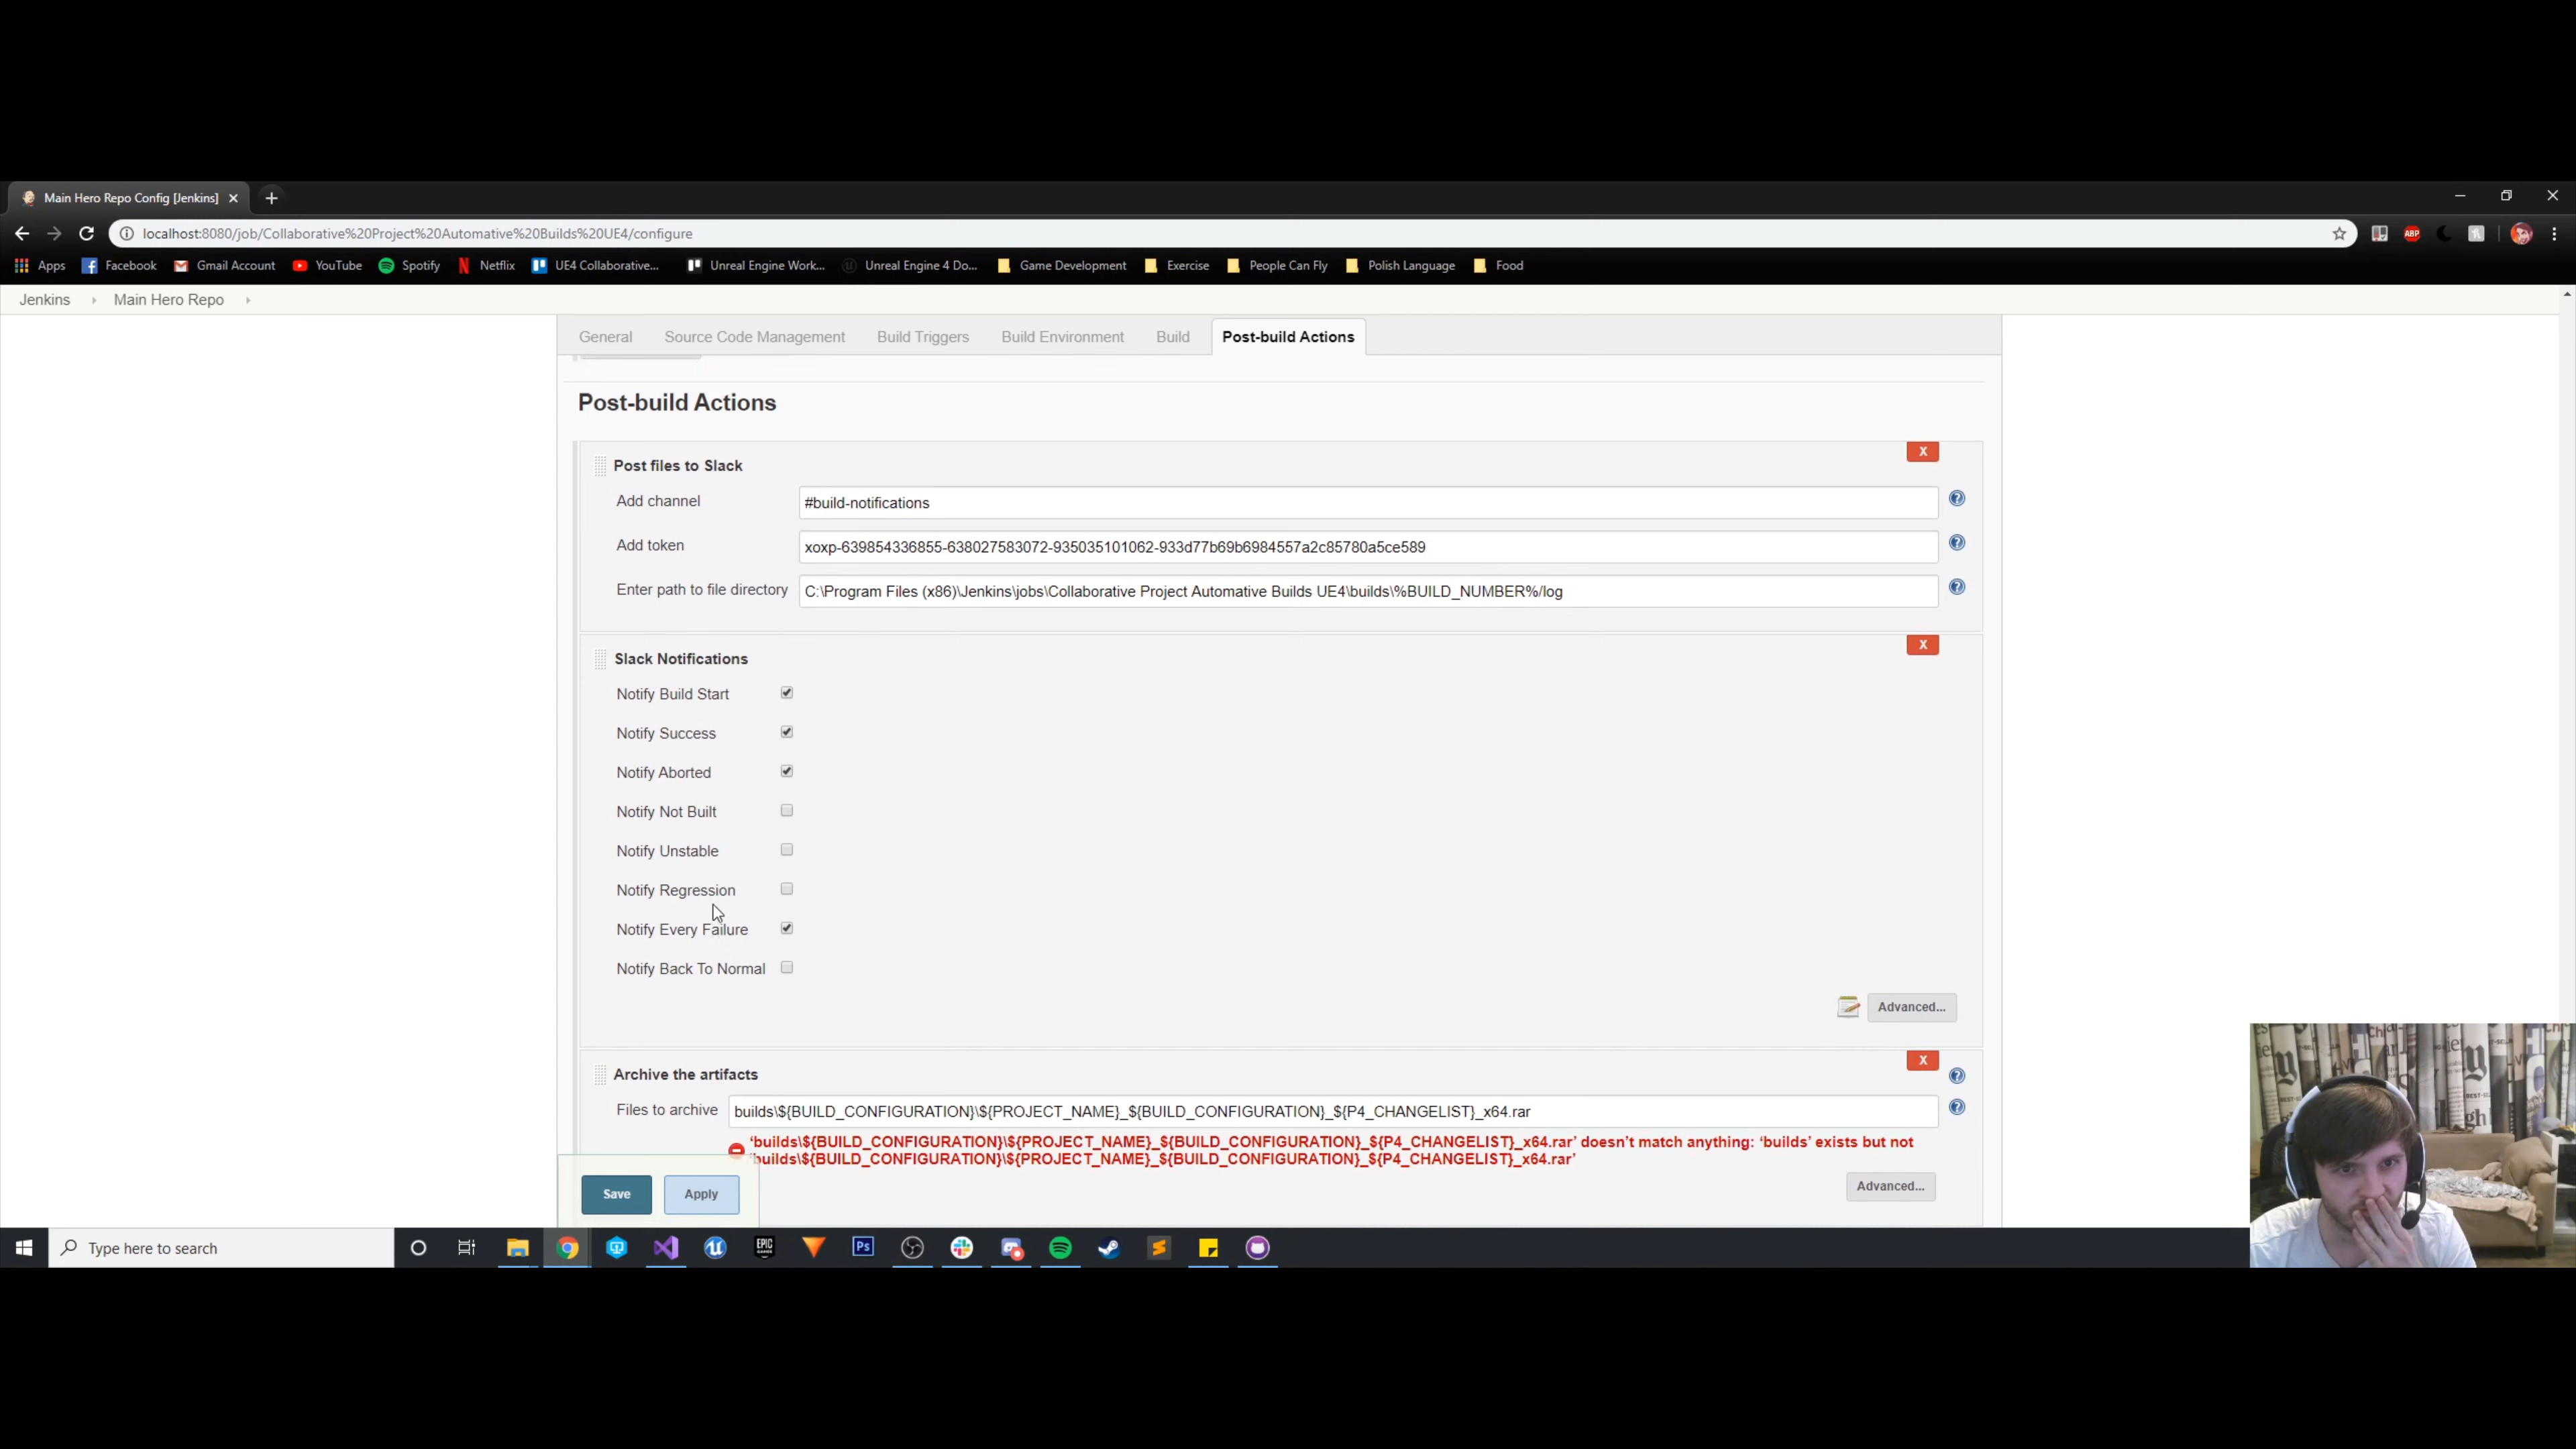 Main Hero Repo Config [Jenkins]
localhost:8080/job/Collaborative%20Project%20Automative%20Builds%20UE4/configure
Apps Facebook Gmail Account YouTube Spotify Netflix UE4 Collaborative... Unreal Engine Work... Unreal Engine 4 Do... Game Development Exercise People Can Fly Polish Language Food
Jenkins Main Hero Repo
General Source Code Management Build Triggers Build Environment Build Post-build Actions
Post-build Actions
X
Post files to Slack
Add channel #build-notifications
Add token xoxp-639854336855-638027583072-935035101062-933d77b69b6984557a2c85780a5ce589
Enter path to file directory C:\Program Files (x86)\Jenkins\jobs\Collaborative Project Automative Builds UE4\builds\%BUILD_NUMBER%/log
X
Slack Notifications
Notify Build Start
Notify Success
Notify Aborted
Notify Not Built
Notify Unstable
Notify Regression
Notify Every Failure
Notify Back To Normal
Advanced...
X
Archive the artifacts
Files to archive builds\${BUILD_CONFIGURATION}\${PROJECT_NAME}_${BUILD_CONFIGURATION}_${P4_CHANGELIST}_x64.rar
‘builds\${BUILD_CONFIGURATION}\${PROJECT_NAME}_${BUILD_CONFIGURATION}_${P4_CHANGELIST}_x64.rar’ doesn’t match anything: ‘builds’ exists but not
‘builds\${BUILD_CONFIGURATION}\${PROJECT_NAME}_${BUILD_CONFIGURATION}_${P4_CHANGELIST}_x64.rar’
Advanced...
Save Apply
Type here to search